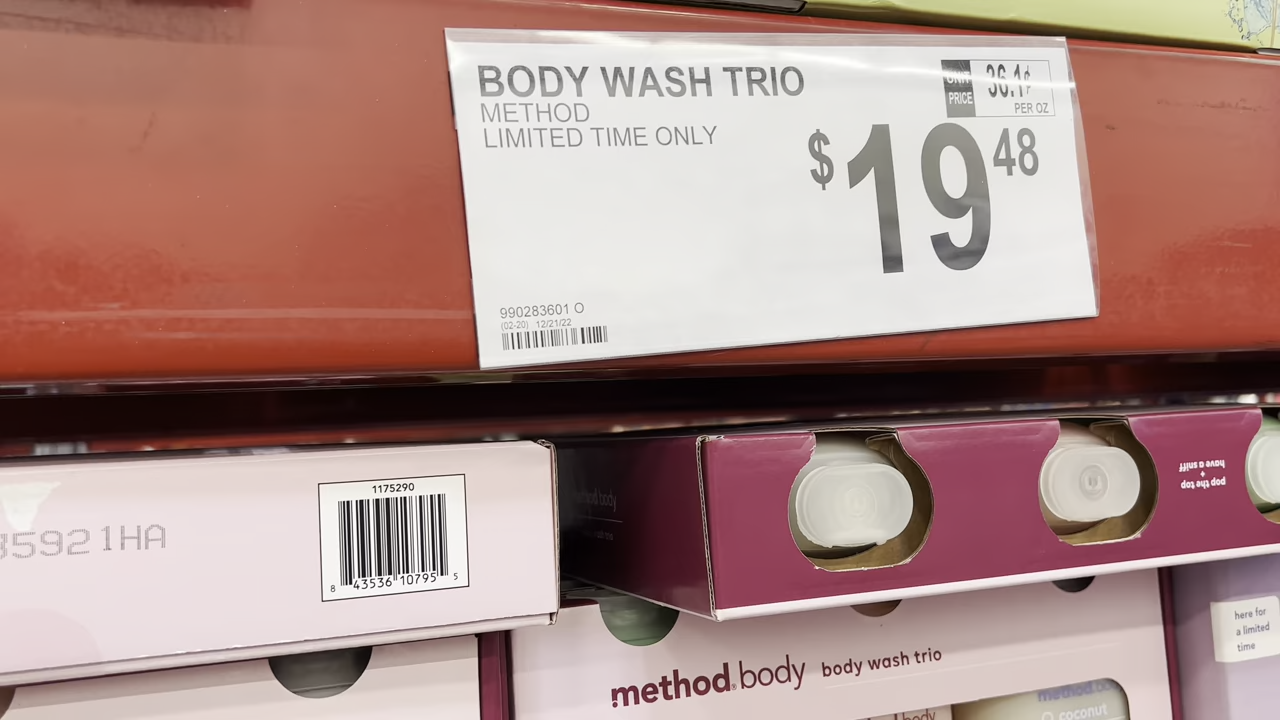 BODY WASH TRIO
METHOD
LIMITED TIME ONLY
UNIT
PRICE
36.1¢
PER OZ
$19 48
990283601 O
(02-20) 12/21/22
35921HA
1175290
8 43536 10795 5
pop the top
+
have a sniff
method body
body wash trio
here for
a limited
time
coconut
body